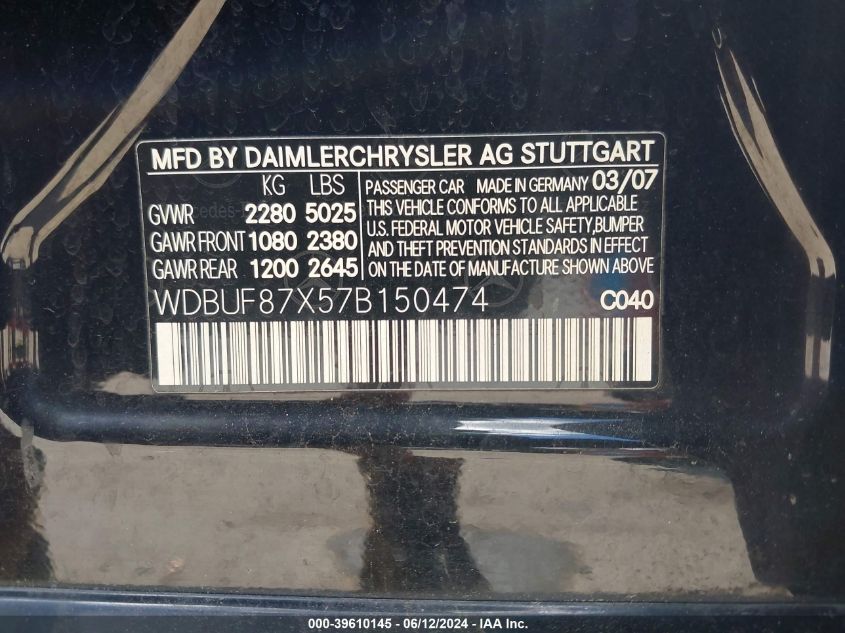 MFD BY DAIMLERCHRYSLER AG STUTTGART
KG LBS
GVWR 2280 5025
GAWR FRONT 1080 2380
GAWR REAR 1200 2645
PASSENGER CAR MADE IN GERMANY 03/07
THIS VEHICLE CONFORMS TO ALL APPLICABLE
U.S. FEDERAL MOTOR VEHICLE SAFETY,BUMPER
AND THEFT PREVENTION STANDARDS IN EFFECT
ON THE DATE OF MANUFACTURE SHOWN ABOVE
WDBUF87X57B150474 C040
000-39610145 - 06/12/2024 - IAA Inc.